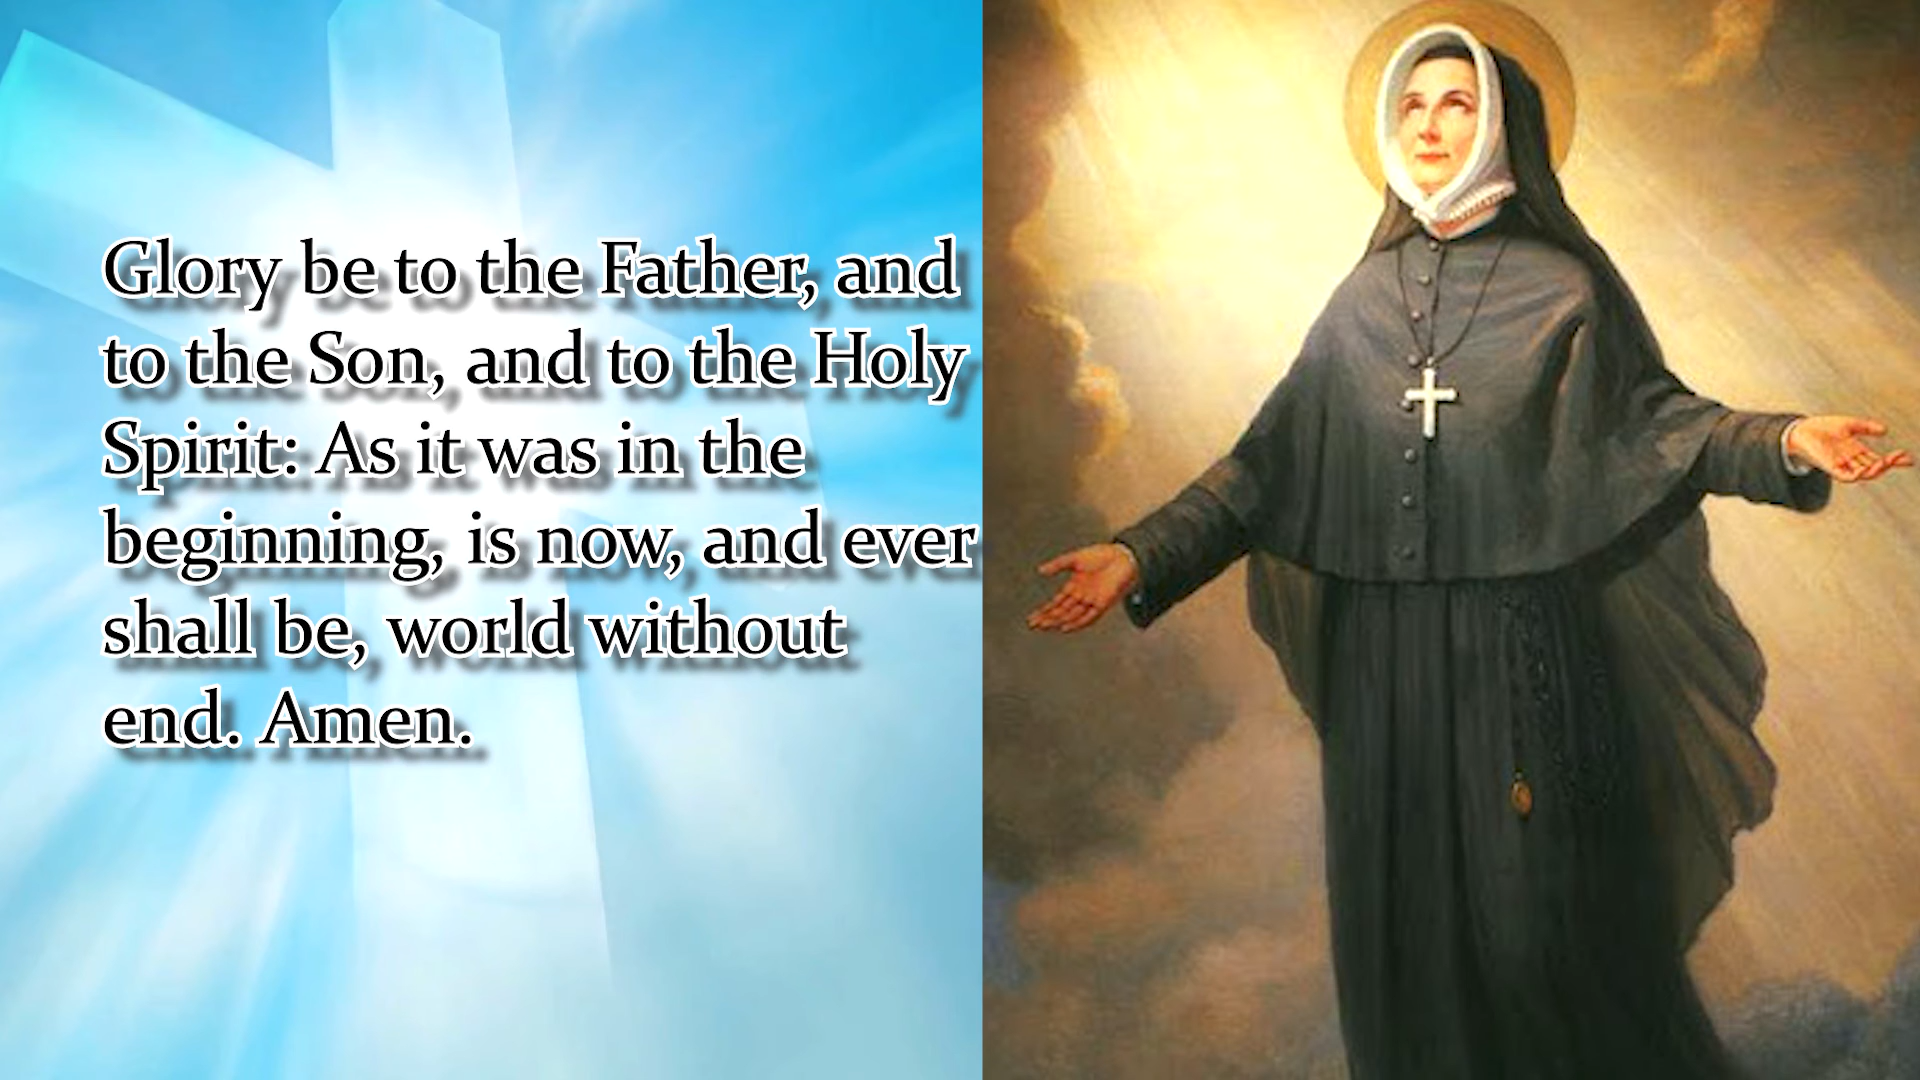 Glory be to the Father, and
to the Son, and to the Holy
Spirit: As it was in the
beginning, is now, and ever
shall be, world without
end. Amen.